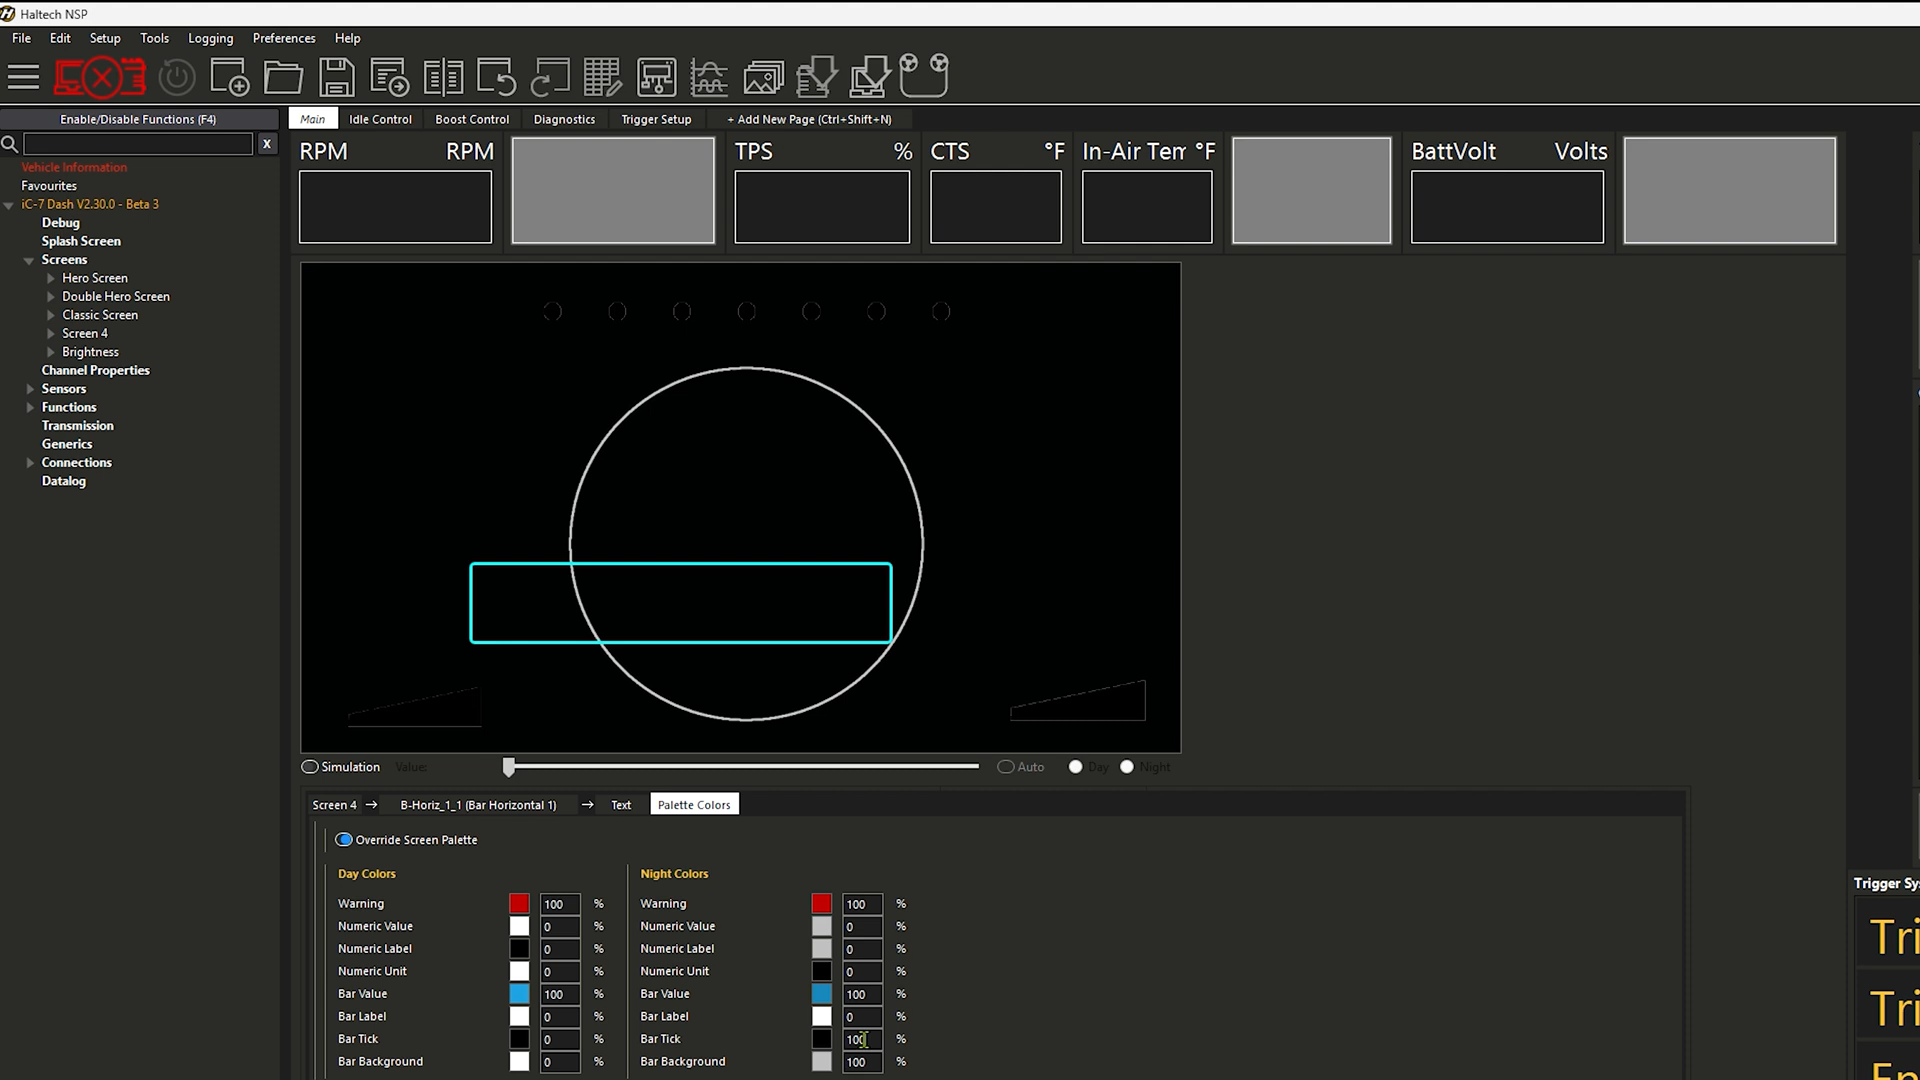 Haltech NSP
File Edit Setup Tools Logging Preferences Help
Enable/Disable Functions (F4)
Main Idle Control Boost Control Diagnostics Trigger Setup + Add New Page (Ctrl+Shift+N)
X
RPM RPM TPS % CTS °F In-Air Tem °F BattVolt Volts
Vehicle Information
Favourites
iC-7 Dash V2.30.0 - Beta 3
Debug
Splash Screen
Screens
Hero Screen
Double Hero Screen
Classic Screen
Screen 4
Brightness
Channel Properties
Sensors
Functions
Transmission
Generics
Connections
Datalog
Simulation Value: Auto Day Night
Screen 4 → B-Horiz_1_1 (Bar Horizontal 1) → Text Palette Colors
Override Screen Palette
Day Colors Night Colors
Warning 100 % Warning 100 %
Numeric Value 0 % Numeric Value 0 %
Numeric Label 0 % Numeric Label 0 %
Numeric Unit 0 % Numeric Unit 0 %
Bar Value 100 % Bar Value 100 %
Bar Label 0 % Bar Label 0 %
Bar Tick 0 % Bar Tick 100 %
Bar Background 0 % Bar Background 100 %
Trigger Sy
Tri
Tri